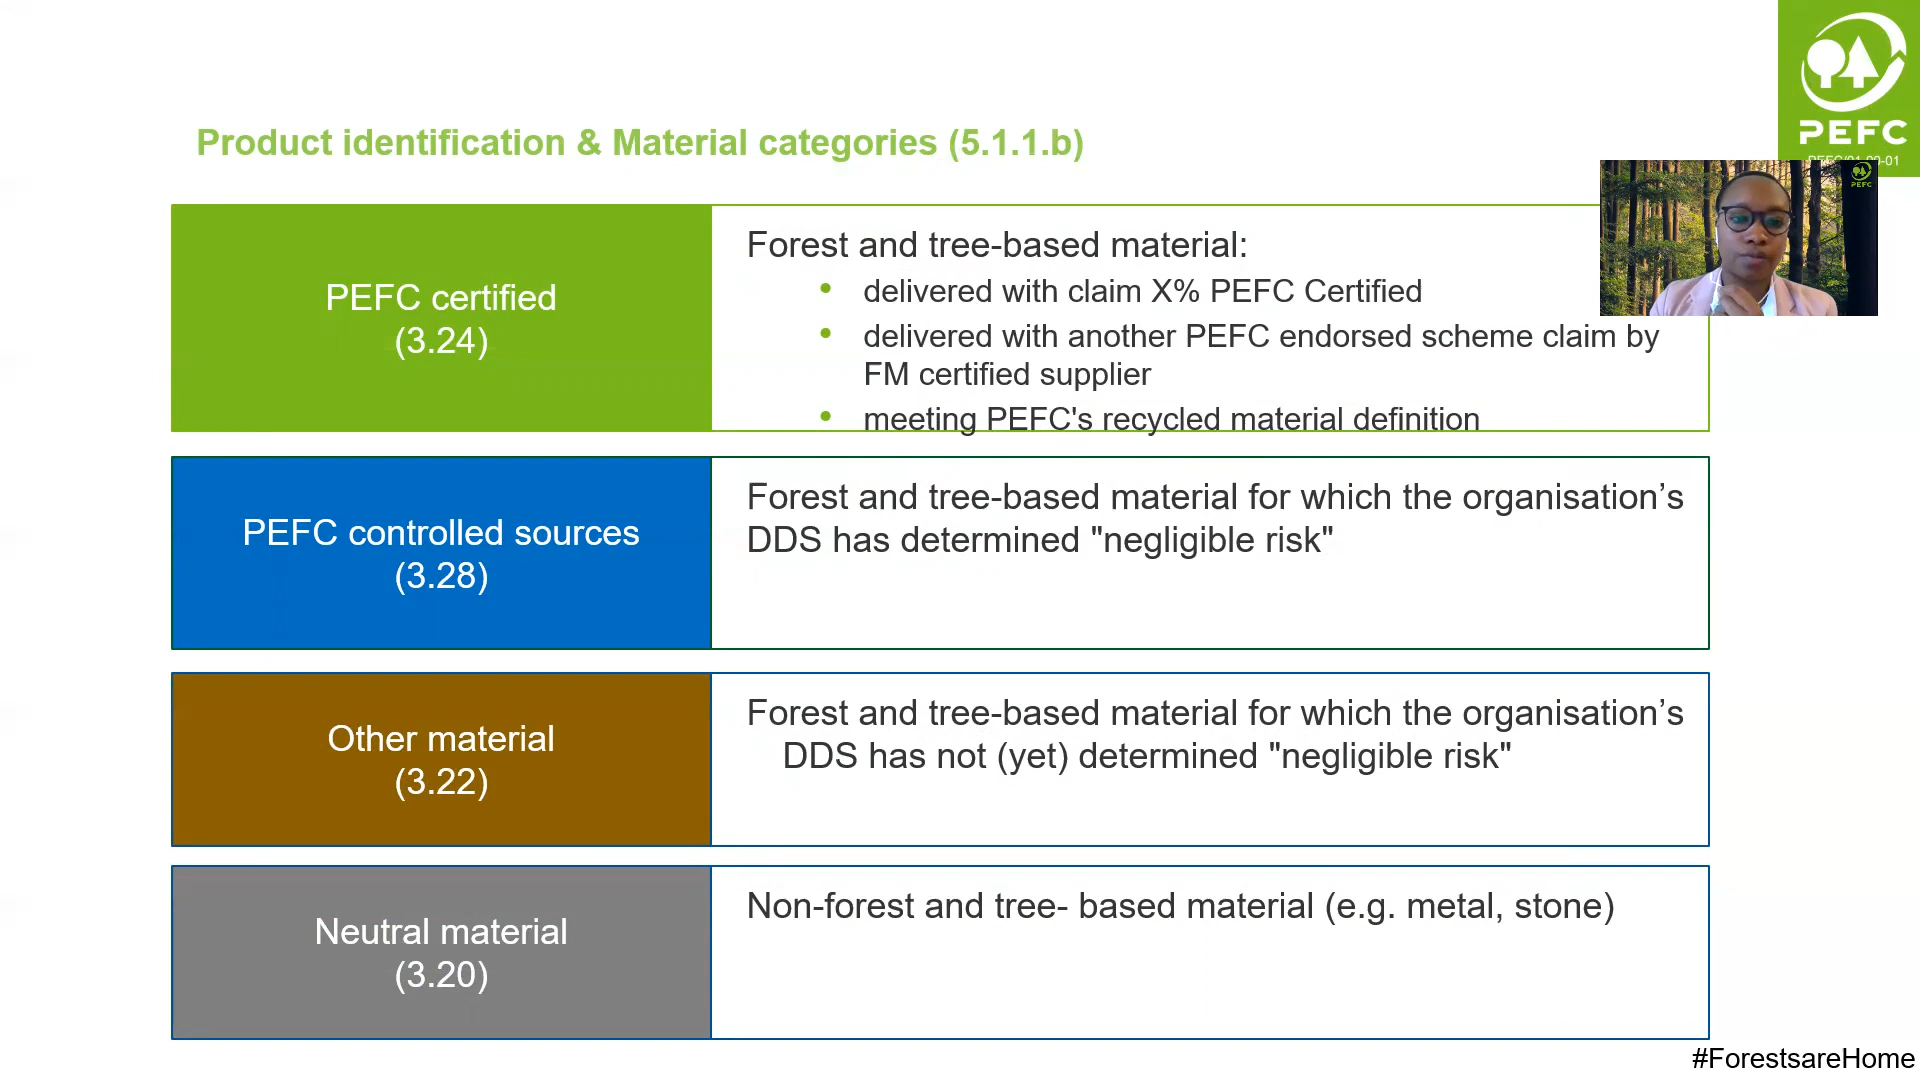 PEFC
Product identification & Material categories (5.1.1.b)
PEFC
PEFC certified
(3.24)
Forest and tree-based material:
• delivered with claim X% PEFC Certified
• delivered with another PEFC endorsed scheme claim by
FM certified supplier
• meeting PEFC's recycled material definition
PEFC controlled sources
(3.28)
Forest and tree-based material for which the organisation’s
DDS has determined "negligible risk"
Other material
(3.22)
Forest and tree-based material for which the organisation’s
DDS has not (yet) determined "negligible risk"
Neutral material
(3.20)
Non-forest and tree- based material (e.g. metal, stone)
#ForestsareHome